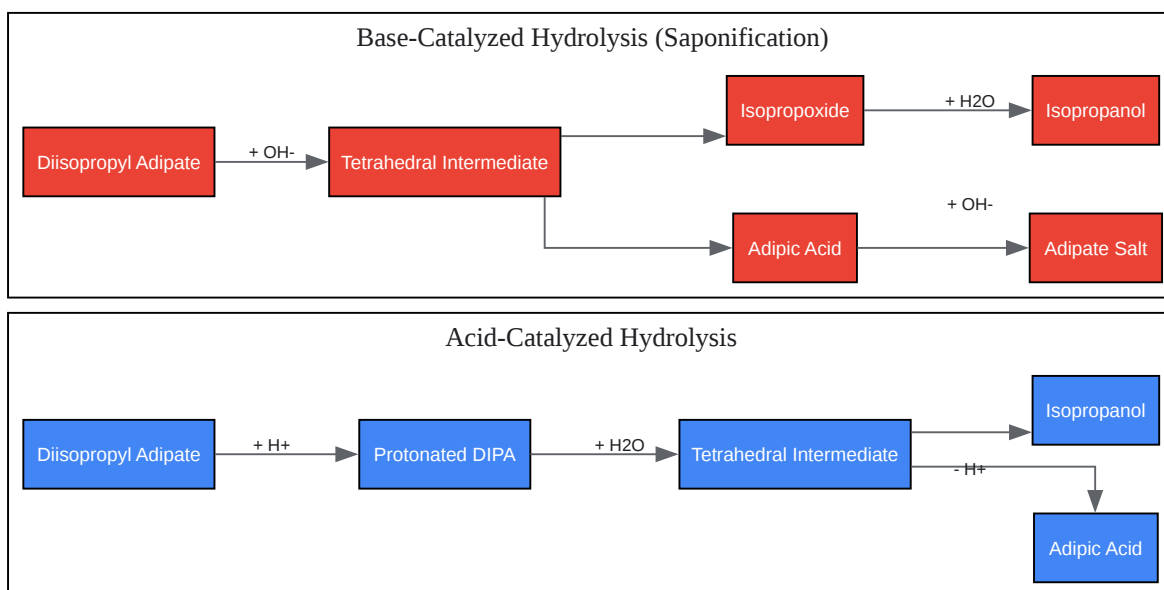 Base-Catalyzed Hydrolysis (Saponification)
Diisopropyl Adipate
+ OH-
Tetrahedral Intermediate
Isopropoxide
+ H2O
Isopropanol
Adipic Acid
+ OH-
Adipate Salt
Acid-Catalyzed Hydrolysis
Diisopropyl Adipate
+ H+
Protonated DIPA
+ H2O
Tetrahedral Intermediate
Isopropanol
- H+
Adipic Acid